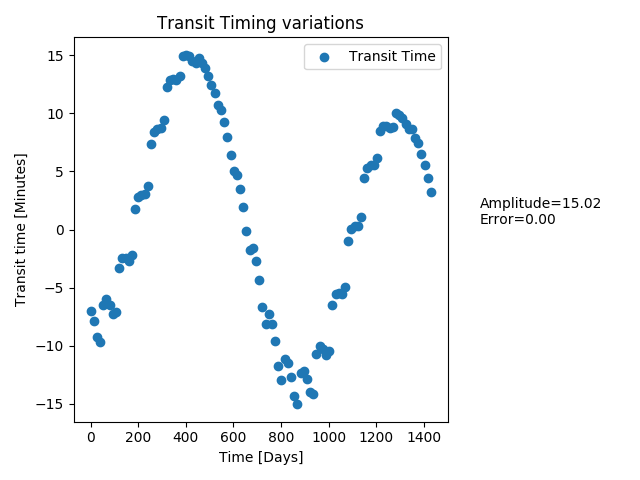 Transit Timing variations
Transit Time
Transit time [Minutes]
15
10
5
0
−5
−10
−15
0
200
400
600
800
1000
1200
1400
Time [Days]
Amplitude=15.02
Error=0.00